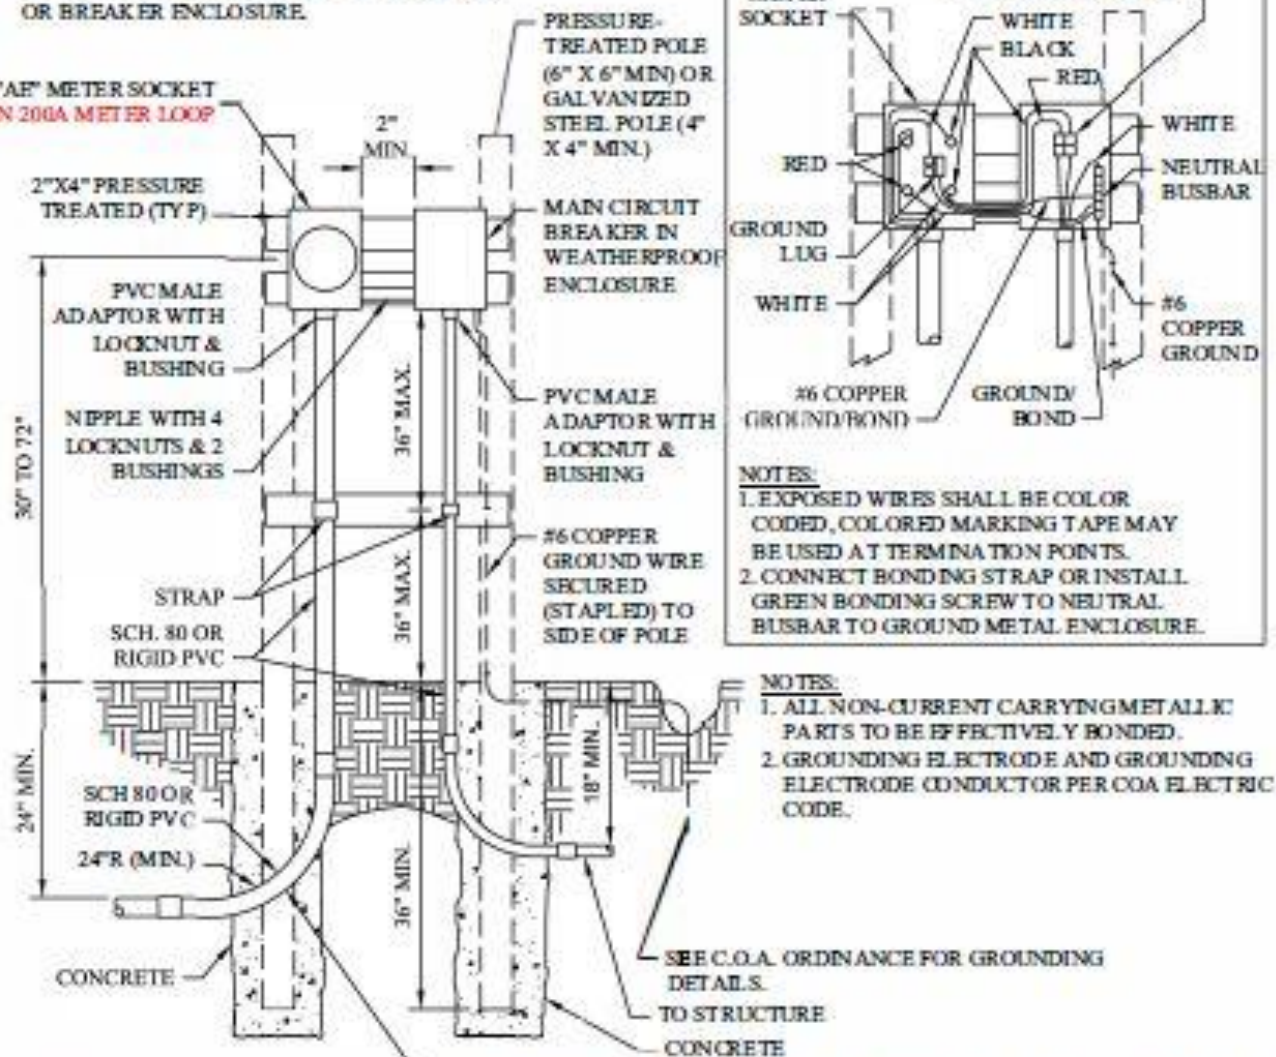 OR BREAKER ENCLOSURE.
METER SOCKET
200A METER LOOP
2"X4" PRESSURE
TREATED (TYP)
PVC MALE
ADAPTOR WITH
LOCKNUT &
BUSHING
NIPPLE WITH 4
LOCKNUTS & 2
BUSHINGS
30" TO 72"
STRAP
SCH. 80 OR
RIGID PVC
24" MIN.
SCH 80 OR
RIGID PVC
24"R (MIN.)
CONCRETE
2"
MIN.
36" MAX.
36" MAX.
36" MIN.
PRESSURE-
TREATED POLE
(6" X 6" MIN) OR
GALVANIZED
STEEL POLE (4"
X 4" MIN.)
MAIN CIRCUIT
BREAKER IN
WEATHERPROOF
ENCLOSURE
PVC MALE
ADAPTOR WITH
LOCKNUT &
BUSHING
#6 COPPER
GROUND WIRE
SECURED
(STAPLED) TO
SIDE OF POLE
18" MIN.
SOCKET
WHITE
BLACK
RED
WHITE
RED
NEUTRAL
BUSBAR
GROUND
LUG
WHITE
#6
COPPER
GROUND
#6 COPPER
GROUND/BOND
GROUND/
BOND
NOTES:
1. EXPOSED WIRES SHALL BE COLOR
CODED, COLORED MARKING TAPE MAY
BE USED AT TERMINATION POINTS.
2. CONNECT BONDING STRAP OR INSTALL
GREEN BONDING SCREW TO NEUTRAL
BUSBAR TO GROUND METAL ENCLOSURE.
NOTES:
1. ALL NON-CURRENT CARRYING METALLIC
PARTS TO BE EFFECTIVELY BONDED.
2. GROUNDING ELECTRODE AND GROUNDING
ELECTRODE CONDUCTOR PER COA ELECTRIC
CODE.
SEE C.O.A. ORDINANCE FOR GROUNDING
DETAILS.
TO STRUCTURE
CONCRETE